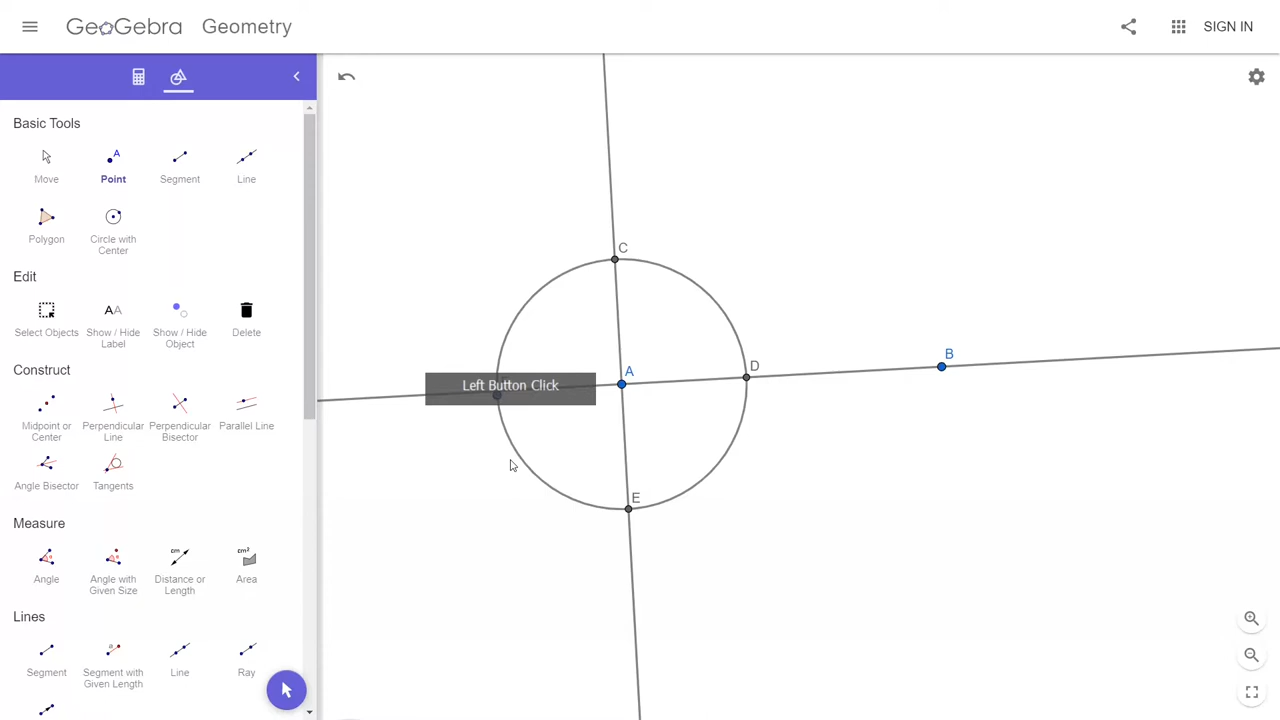 GeoGebra Geometry
SIGN IN
Basic Tools
A
Move Point Segment Line
Polygon Circle with Center
Edit
AA
Select Objects Show / Hide Label Show / Hide Object Delete
Construct
Midpoint or Center Perpendicular Line Perpendicular Bisector Parallel Line
Angle Bisector Tangents
Measure
cm cm²
Angle Angle with Given Size Distance or Length Area
Lines
Segment Segment with Given Length Line Ray
C
A
D
B
E
Left Button Click